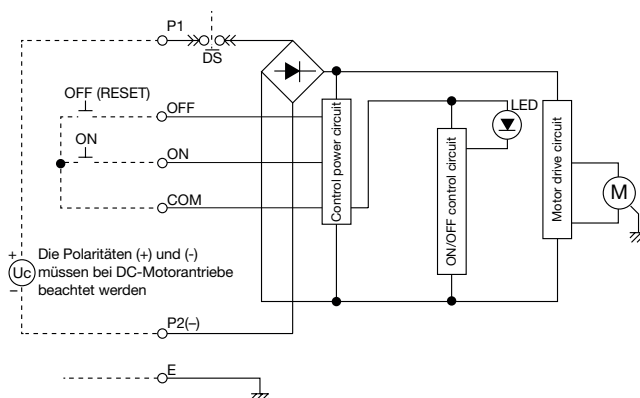 P1
DS
OFF (RESET)
OFF
ON
ON
COM
Control power circuit
ON/OFF control circuit
LED
Motor drive circuit
M
+
Uc
−
Die Polaritäten (+) und (-)
müssen bei DC-Motorantriebe
beachtet werden
P2(−)
E